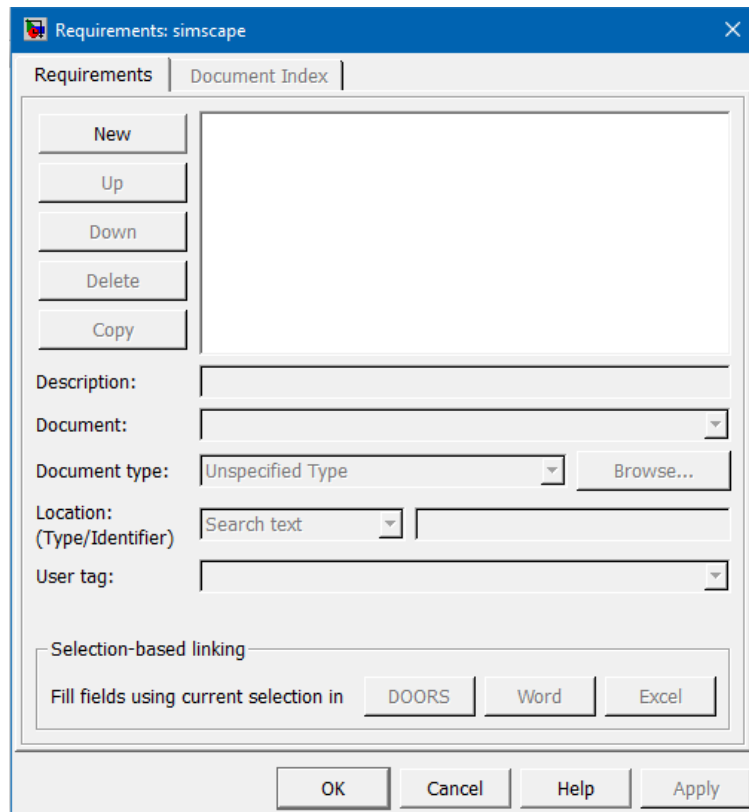 Requirements: simscape
Requirements Document Index
New
Up
Down
Delete
Copy
Description:
Document:
Document type: Unspecified Type Browse...
Location:
(Type/Identifier) Search text
User tag:
Selection-based linking
Fill fields using current selection in DOORS Word Excel
OK Cancel Help Apply